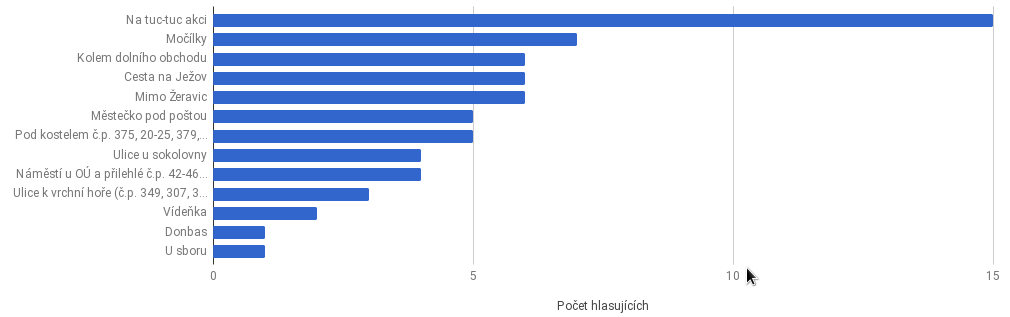 Na tuc-tuc akci
Močílky
Kolem dolního obchodu
Cesta na Ježov
Mimo Žeravic
Městečko pod poštou
Pod kostelem č.p. 375, 20-25, 379,...
Ulice u sokolovny
Náměstí u OÚ a přilehlé č.p. 42-46...
Ulice k vrchní hoře (č.p. 349, 307, 3...
Vídeňka
Donbas
U sboru
0 5 10 15
Počet hlasujících